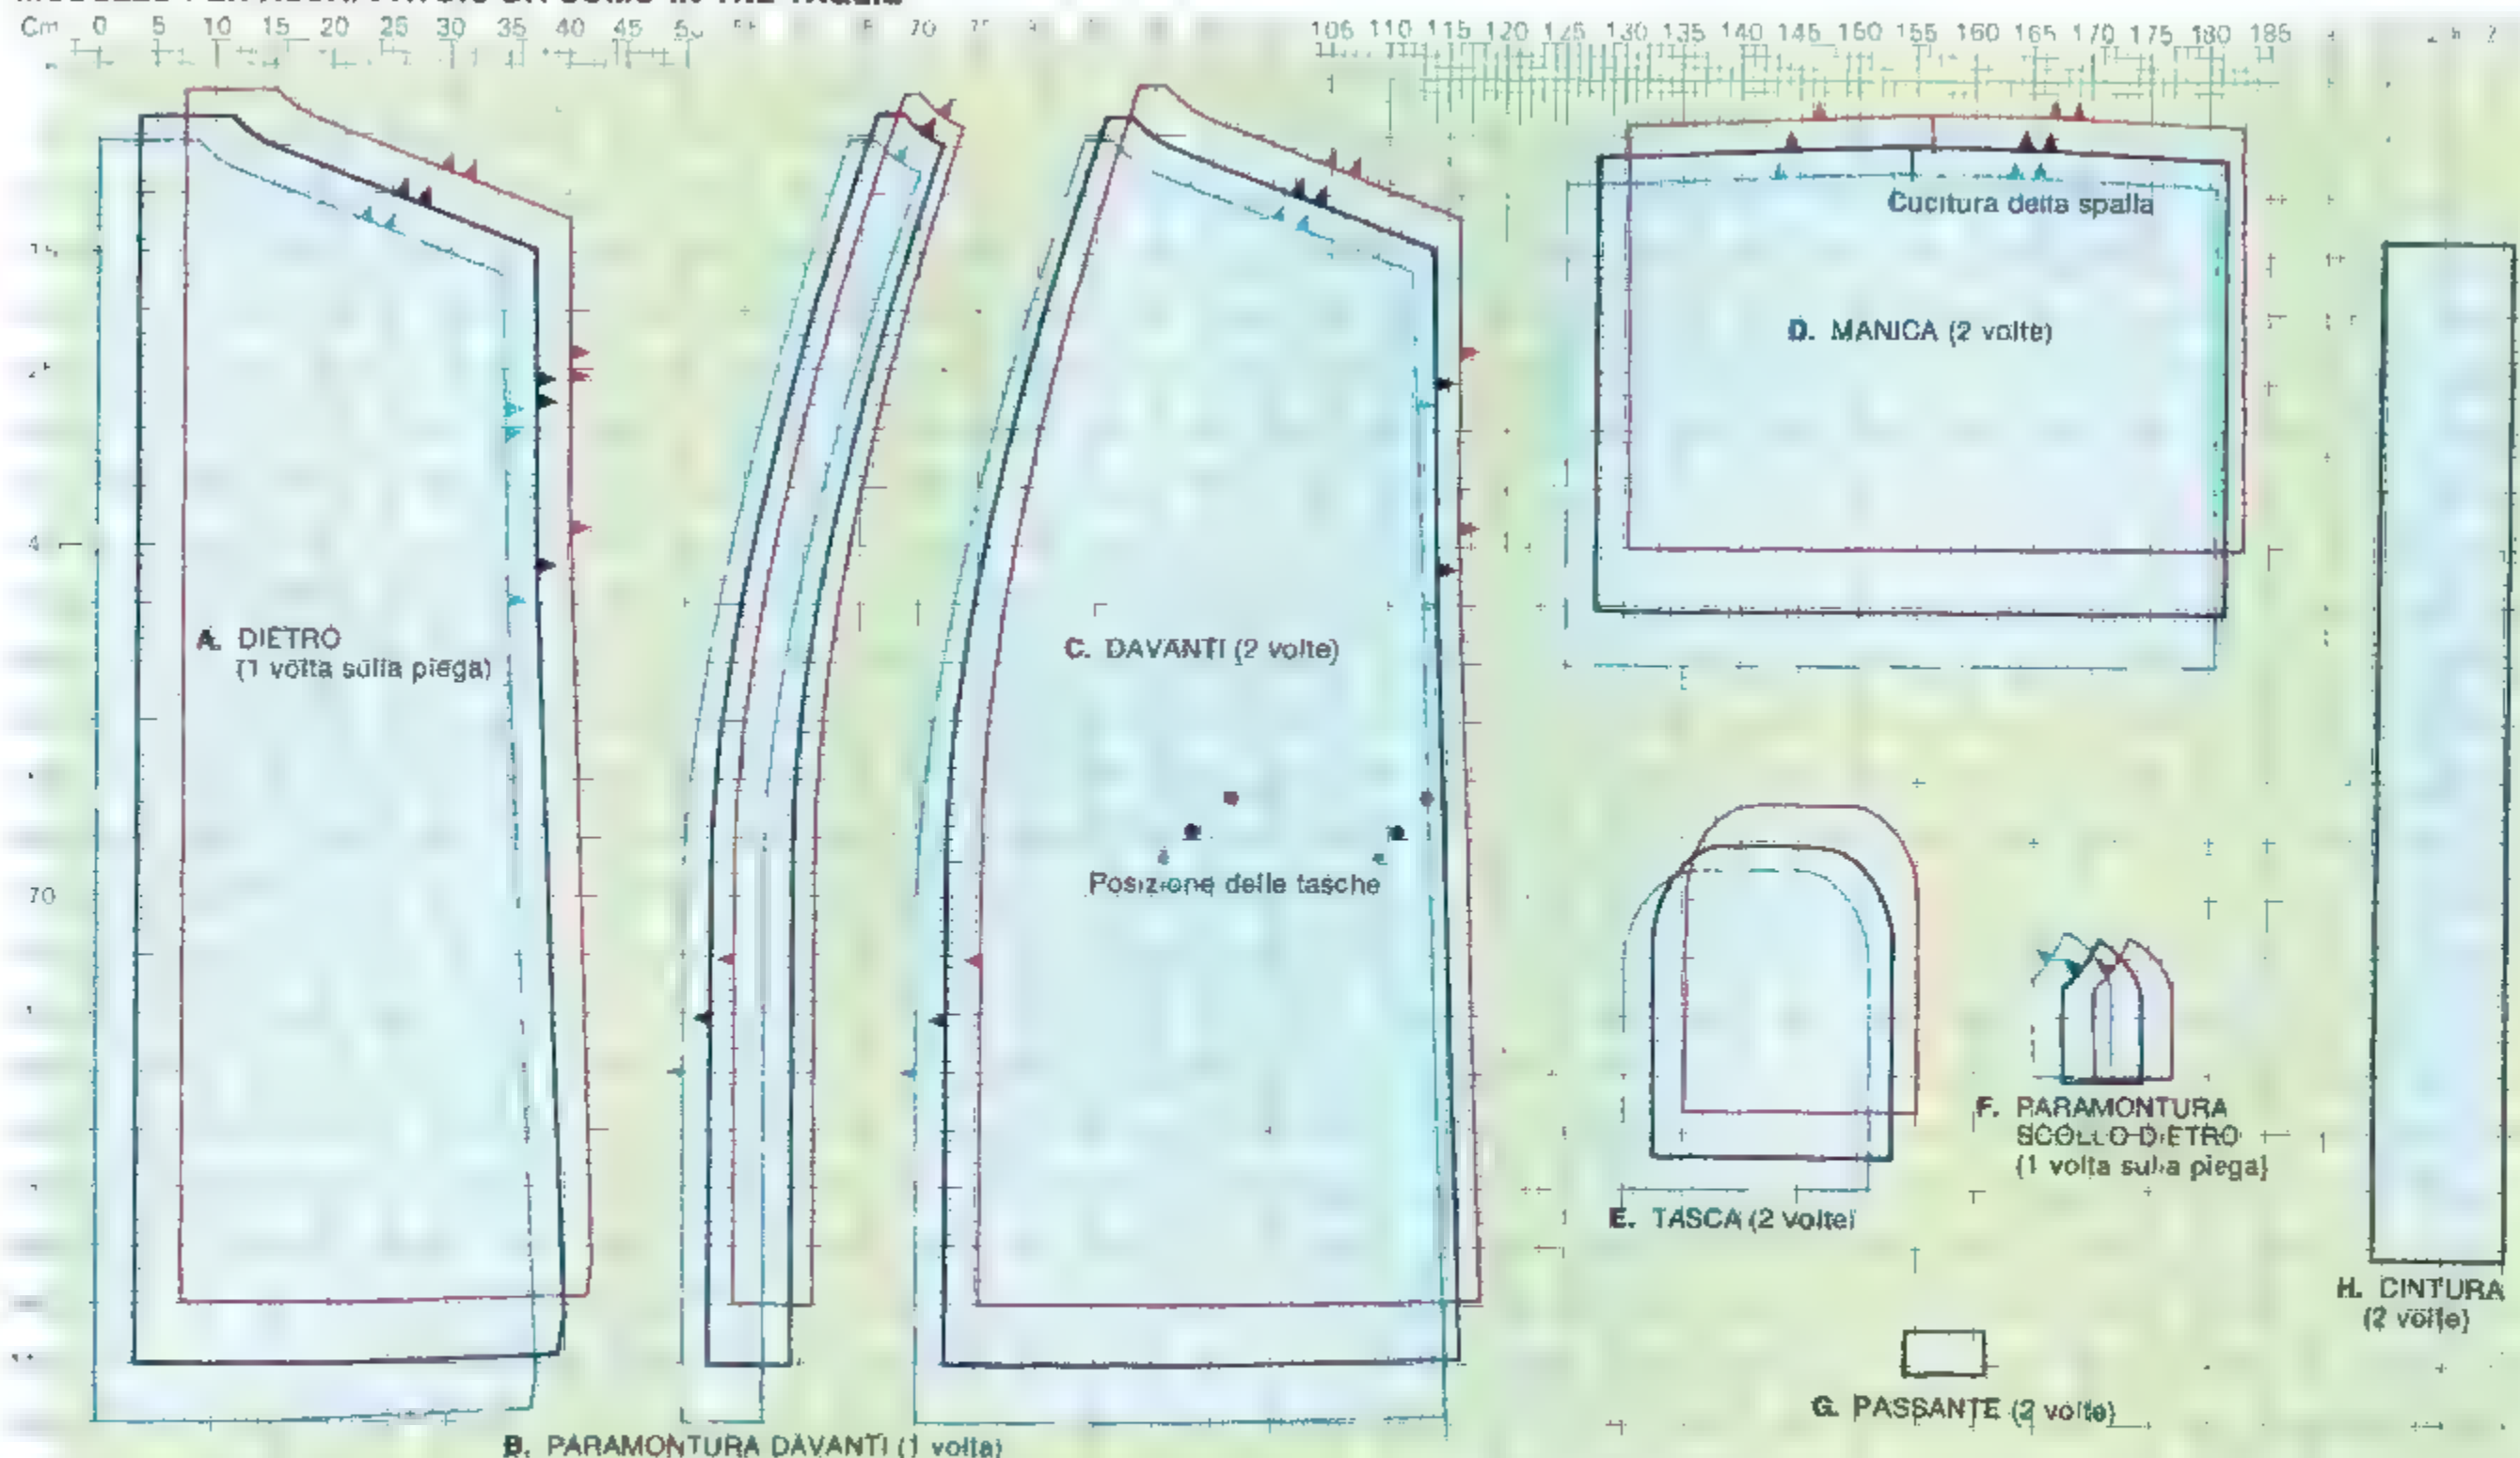 Cm 0 5 10 15 20 25 30 35 40 45 70 106 110 115 120 125 130 135 140 145 150 155 160 165 170 175 180 185
Cucitura della spalla
D. MANICA (2 volte)
A. DIETRO
(1 volta sulla piega)
C. DAVANTI (2 volte)
70
Posizione delle tasche
F. PARAMONTURA
SCOLLO DIETRO
(1 volta sulla piega)
E. TASCA (2 volte)
H. CINTURA
(2 volte)
G. PASSANTE (2 volte)
B. PARAMONTURA DAVANTI (1 volta)